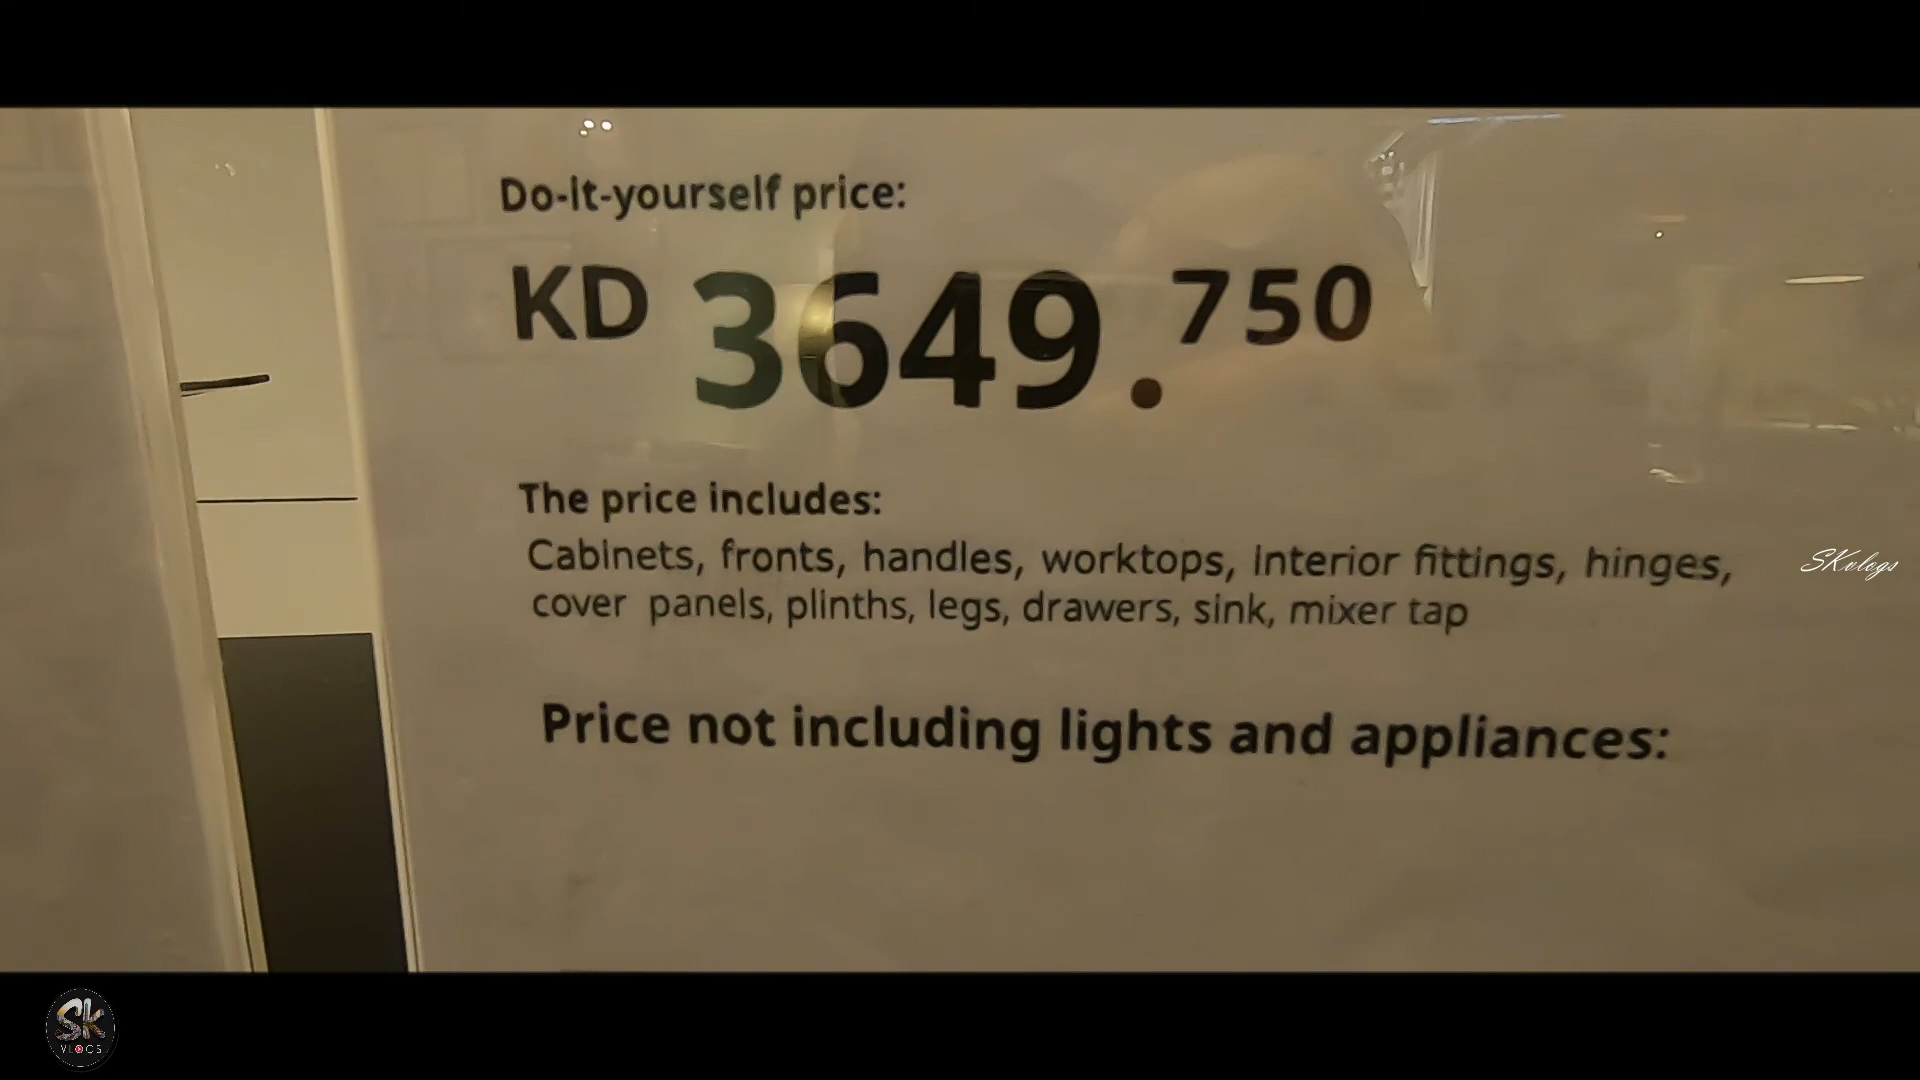 Do-It-yourself price:
KD 3649.750
The price includes:
Cabinets, fronts, handles, worktops, interior fittings, hinges,
cover panels, plinths, legs, drawers, sink, mixer tap
Price not including lights and appliances:
SKvlogs
SK
VLOGS